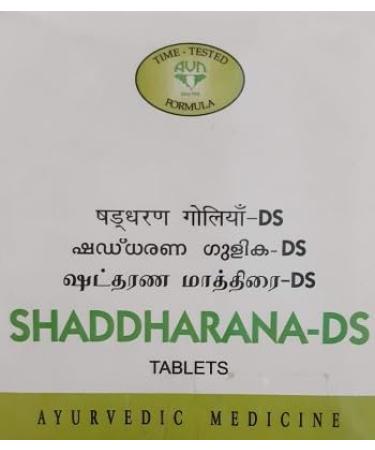 TIME - TESTED
AVN
FORMULA
षड्धरण गोलियाँ-DS
ഷഡ്ധരണ ഗുളിക-DS
ஷட்தரண மாத்திரை-DS
SHADDHARANA-DS
TABLETS
AYURVEDIC MEDICINE